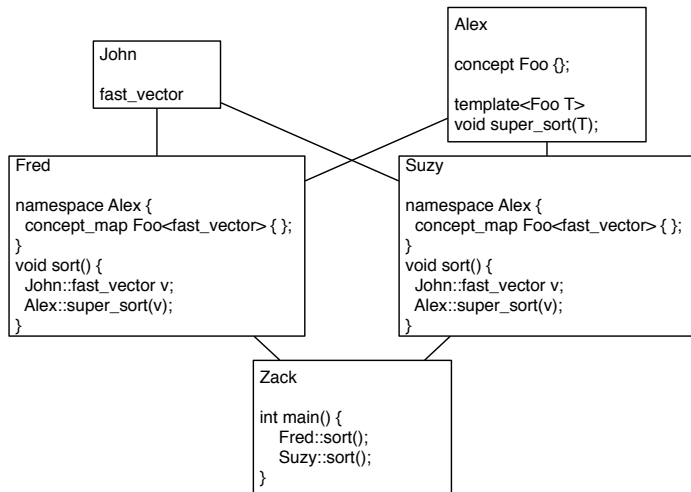 John
fast_vector
Alex
concept Foo {};
template<Foo T>
void super_sort(T);
Fred
namespace Alex {
concept_map Foo<fast_vector> { };
}
void sort() {
John::fast_vector v;
Alex::super_sort(v);
}
Suzy
namespace Alex {
concept_map Foo<fast_vector> { };
}
void sort() {
John::fast_vector v;
Alex::super_sort(v);
}
Zack
int main() {
Fred::sort();
Suzy::sort();
}